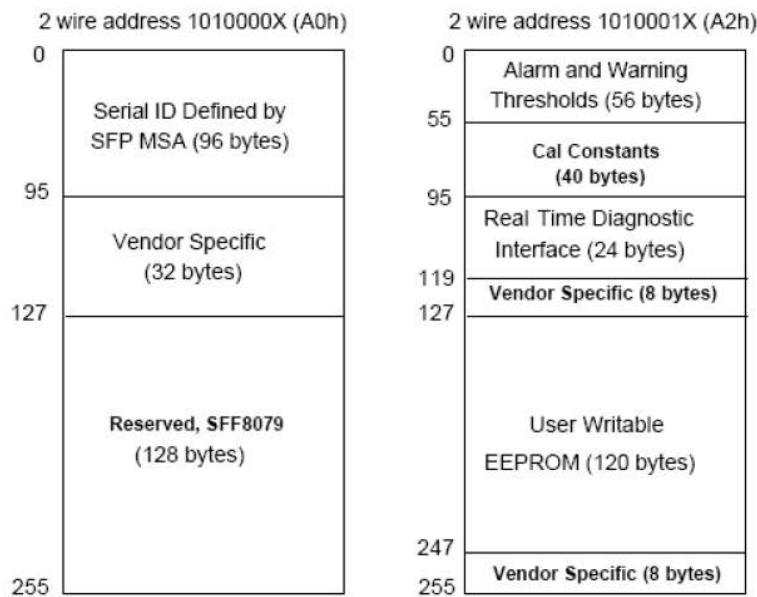 2 wire address 1010000X (A0h)
0
Serial ID Defined by
SFP MSA (96 bytes)
95
Vendor Specific
(32 bytes)
127
Reserved, SFF8079
(128 bytes)
255
2 wire address 1010001X (A2h)
0
Alarm and Warning
Thresholds (56 bytes)
55
Cal Constants
(40 bytes)
95
Real Time Diagnostic
Interface (24 bytes)
119
Vendor Specific (8 bytes)
127
User Writable
EEPROM (120 bytes)
247
Vendor Specific (8 bytes)
255